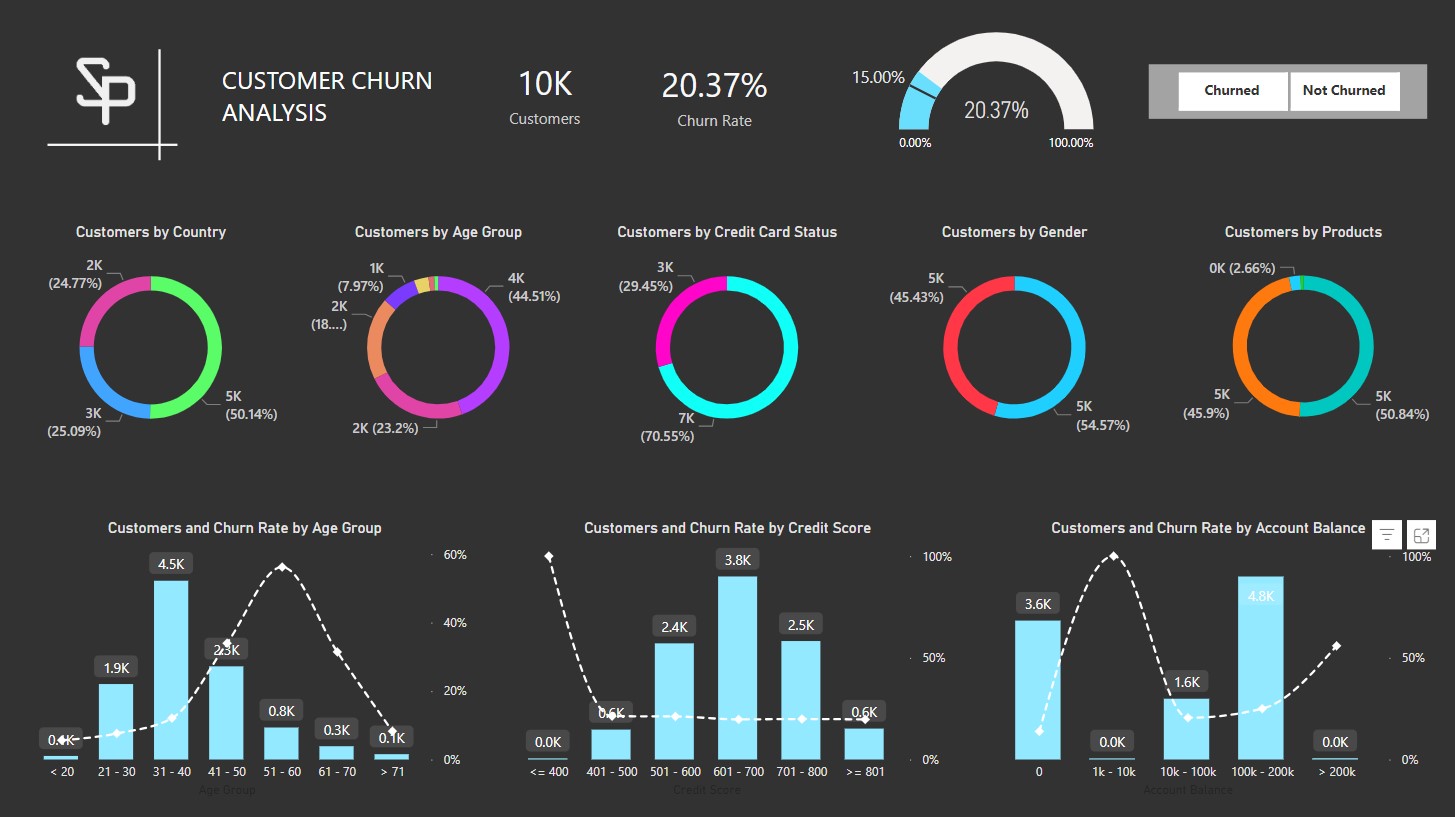 SP
CUSTOMER CHURN
ANALYSIS
10K
Customers
20.37%
Churn Rate
15.00%
20.37%
0.00%
100.00%
Churned
Not Churned
Customers by Country
2K
(24.77%)
5K
(50.14%)
3K
(25.09%)
Customers by Age Group
1K
(7.97%)
4K
(44.51%)
2K
(18....)
2K (23.2%)
Customers by Credit Card Status
3K
(29.45%)
7K
(70.55%)
Customers by Gender
5K
(45.43%)
5K
(54.57%)
Customers by Products
0K (2.66%)
5K
(45.9%)
5K
(50.84%)
Customers and Churn Rate by Age Group
60%
40%
20%
0%
1.9K
4.5K
2.3K
0.8K
0.3K
0.1K
< 20
21 - 30
31 - 40
41 - 50
51 - 60
61 - 70
> 71
Age Group
Customers and Churn Rate by Credit Score
100%
50%
0%
0.0K
0.6K
2.4K
3.8K
2.5K
0.6K
<= 400
401 - 500
501 - 600
601 - 700
701 - 800
>= 801
Credit Score
Customers and Churn Rate by Account Balance
100%
50%
0%
3.6K
0.0K
1.6K
4.8K
0.0K
0
1k - 10k
10k - 100k
100k - 200k
> 200k
Account Balance